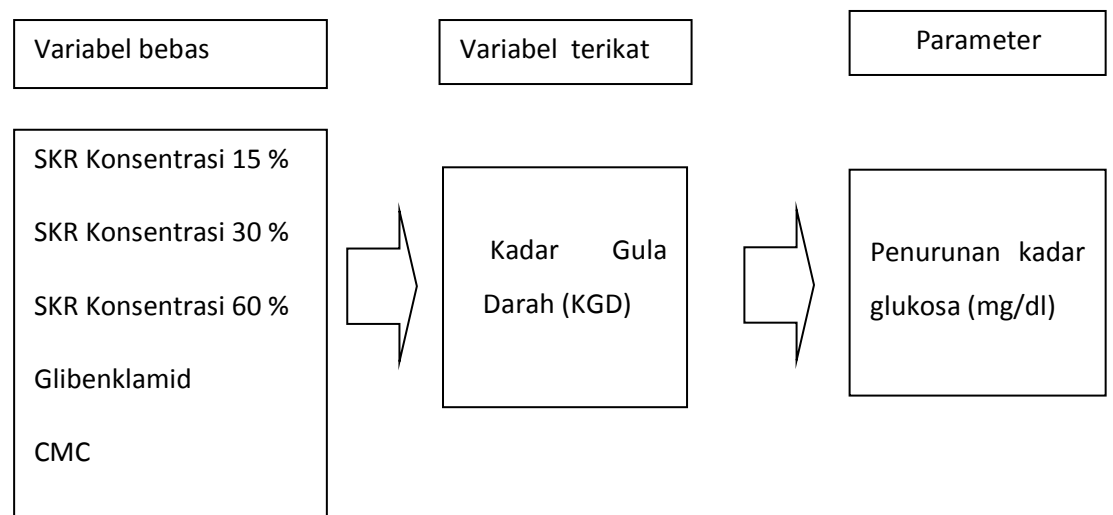 Variabel bebas
Variabel terikat
Parameter
SKR Konsentrasi 15 %
SKR Konsentrasi 30 %
SKR Konsentrasi 60 %
Glibenklamid
CMC
Kadar Gula
Darah (KGD)
Penurunan kadar
glukosa (mg/dl)